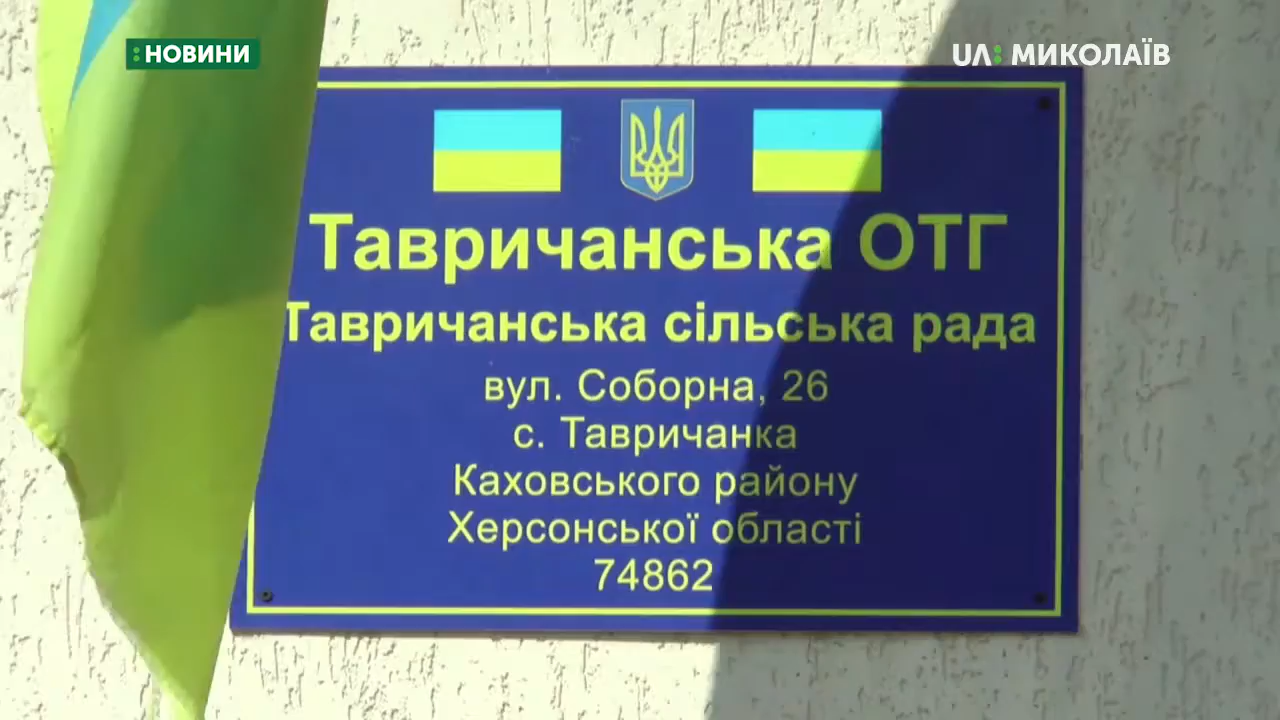 :НОВИНИ
UA: МИКОЛАЇВ
Тавричанська ОТГ
Тавричанська сільська рада
вул. Соборна, 26
с. Тавричанка
Каховського району
Херсонської області
74862